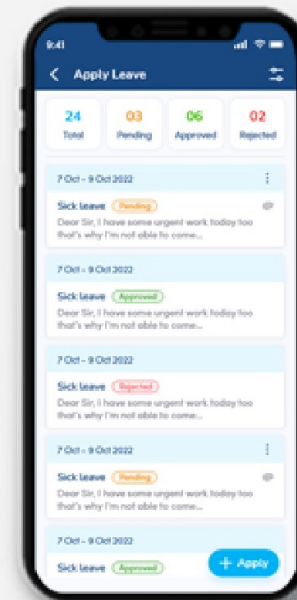 9:41
Apply Leave
24 03 06 02
Total Pending Approved Rejected
7 Oct - 9 Oct 2022
Sick leave Pending
Dear Sir, I have some urgent work today too
that's why I'm not able to come...
7 Oct - 9 Oct 2022
Sick leave Approved
Dear Sir, I have some urgent work today too
that's why I'm not able to come...
7 Oct - 9 Oct 2022
Sick leave Rejected
Dear Sir, I have some urgent work today too
that's why I'm not able to come...
7 Oct - 9 Oct 2022
Sick leave Pending
Dear Sir, I have some urgent work today too
that's why I'm not able to come...
7 Oct - 9 Oct 2022
Sick leave Approved
+ Apply